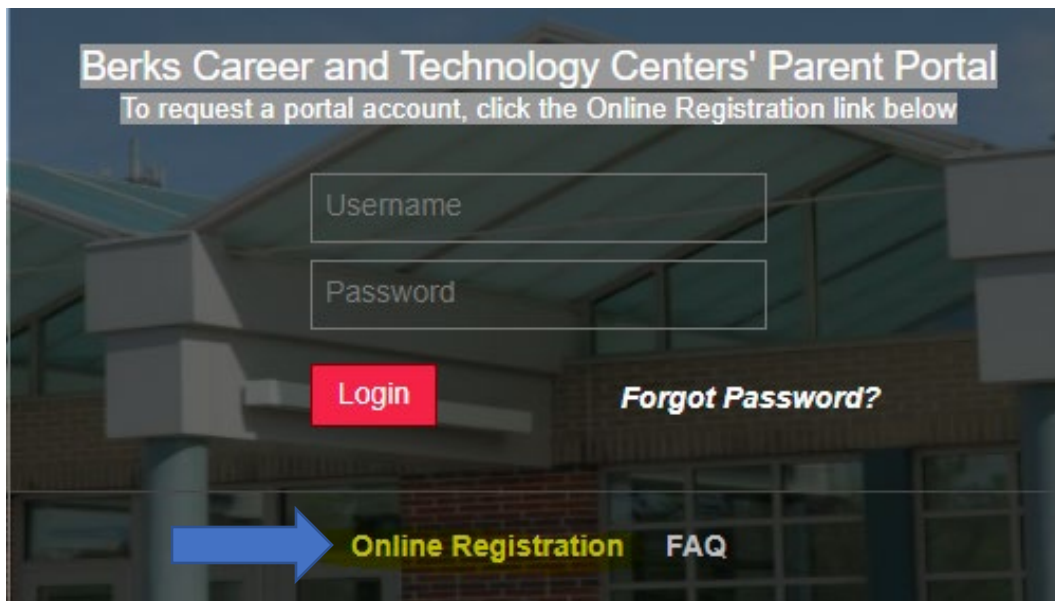 Berks Career and Technology Centers' Parent Portal
To request a portal account, click the Online Registration link below
Username
Password
Login Forgot Password?
Online Registration FAQ